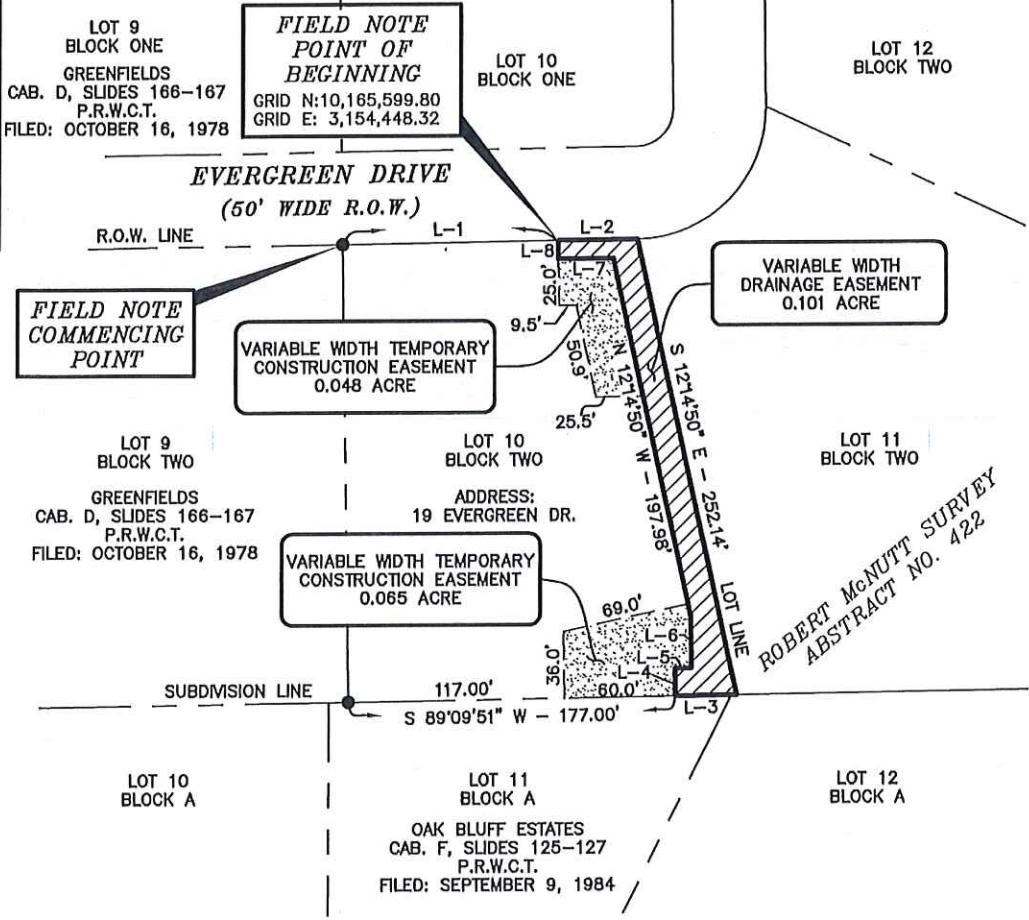 LOT 9
BLOCK ONE
GREENFIELDS
CAB. D, SLIDES 166-167
P.R.W.C.T.
FILED: OCTOBER 16, 1978
FIELD NOTE
POINT OF
BEGINNING
GRID N:10,165,599.80
GRID E: 3,154,448.32
LOT 10
BLOCK ONE
LOT 12
BLOCK TWO
EVERGREEN DRIVE
(50' WIDE R.O.W.)
R.O.W. LINE
L-1
L-2
L-8
L-7
FIELD NOTE
COMMENCING
POINT
VARIABLE WIDTH
DRAINAGE EASEMENT
0.101 ACRE
25.0'
9.5'
50.9'
25.5'
VARIABLE WIDTH TEMPORARY
CONSTRUCTION EASEMENT
0.048 ACRE
N 12°14'50" W - 197.98'
S 12°14'50" E - 252.14'
LOT LINE
LOT 9
BLOCK TWO
GREENFIELDS
CAB. D, SLIDES 166-167
P.R.W.C.T.
FILED: OCTOBER 16, 1978
LOT 10
BLOCK TWO
ADDRESS:
19 EVERGREEN DR.
LOT 11
BLOCK TWO
ROBERT McNUTT SURVEY
ABSTRACT NO. 422
VARIABLE WIDTH TEMPORARY
CONSTRUCTION EASEMENT
0.065 ACRE
69.0'
36.0'
60.0'
L-6
L-5
L-4
L-3
SUBDIVISION LINE
117.00'
S 89°09'51" W - 177.00'
LOT 10
BLOCK A
LOT 11
BLOCK A
OAK BLUFF ESTATES
CAB. F, SLIDES 125-127
P.R.W.C.T.
FILED: SEPTEMBER 9, 1984
LOT 12
BLOCK A